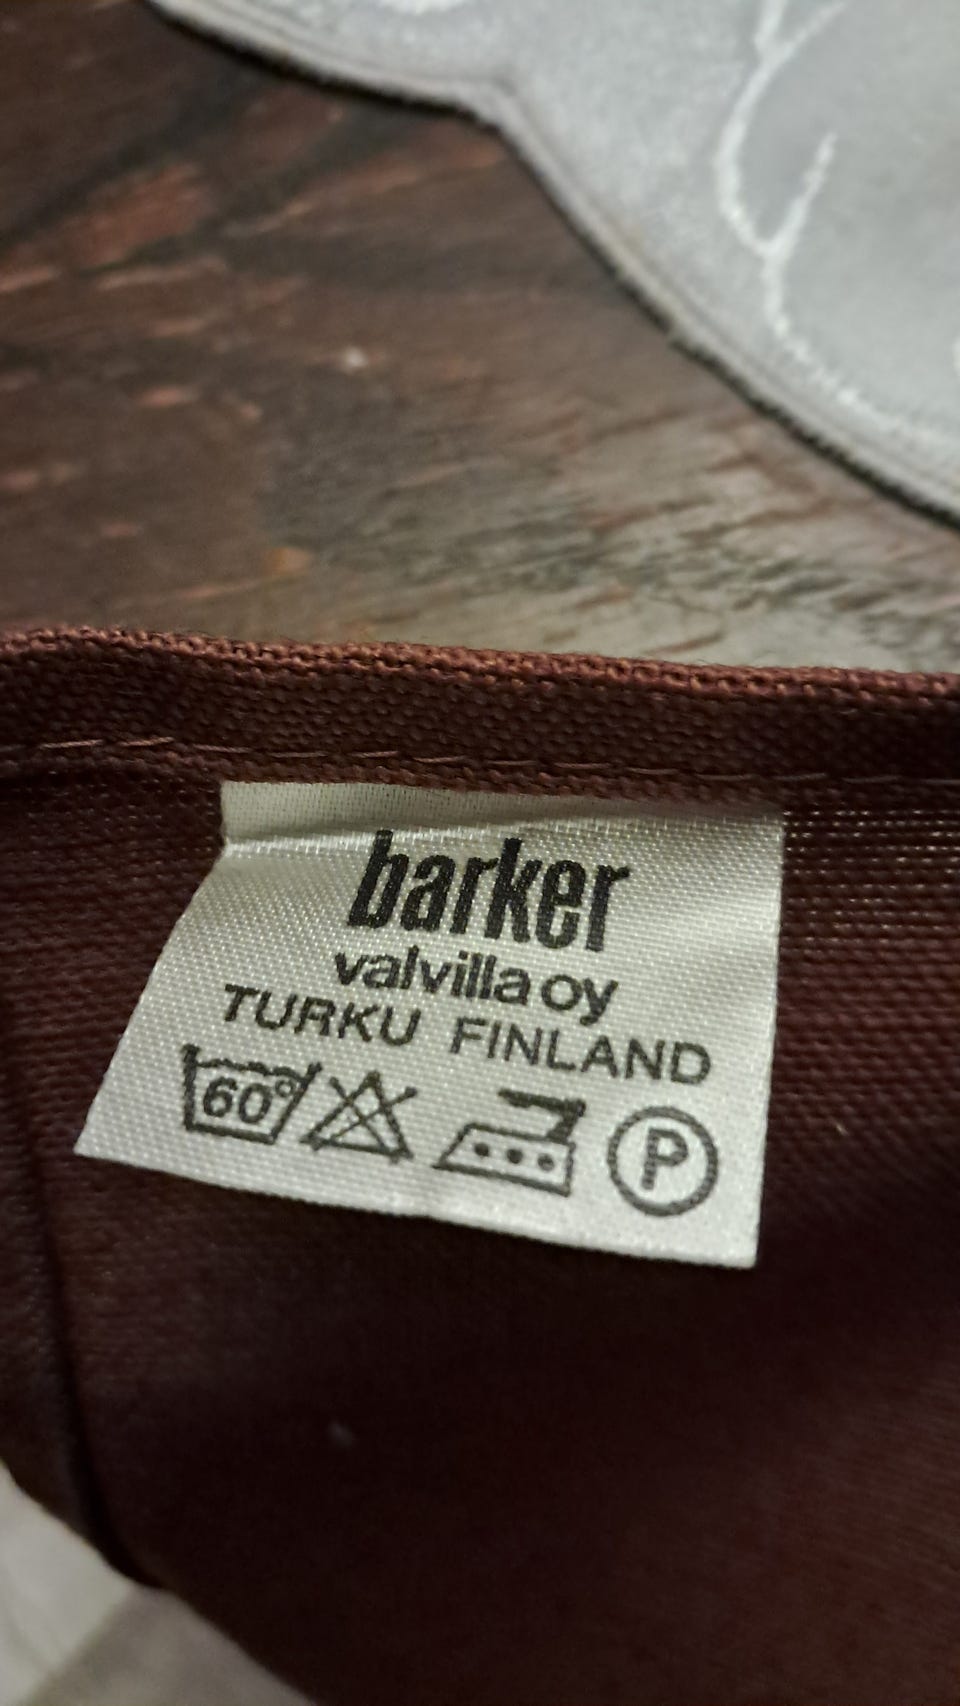 barker
valvilla oy
TURKU FINLAND
60° P